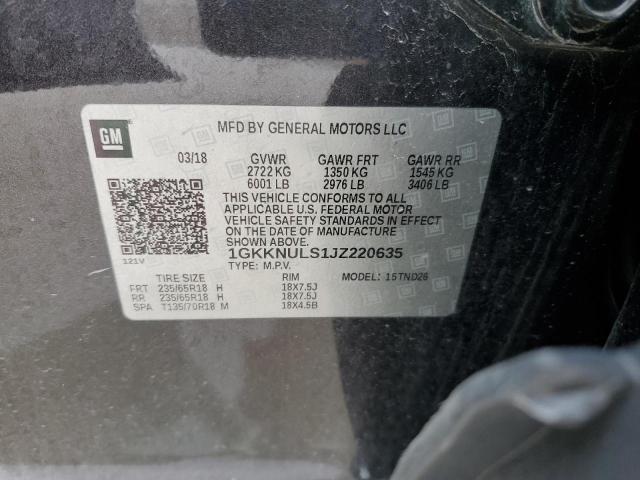 GM
MFD BY GENERAL MOTORS LLC
03/18 GVWR GAWR FRT GAWR RR
2722 KG 1350 KG 1545 KG
6001 LB 2976 LB 3406 LB
THIS VEHICLE CONFORMS TO ALL
APPLICABLE U.S. FEDERAL MOTOR
VEHICLE SAFETY STANDARDS IN EFFECT
ON THE DATE OF MANUFACTURE
SHOWN ABOVE.
1GKKNULS1JZ220635
121V TYPE: M.P.V.
TIRE SIZE RIM MODEL: 15TND26
FRT 235/65R18 H 18X7.5J
RR 235/65R18 H 18X7.5J
SPA T135/70R18 M 18X4.5B